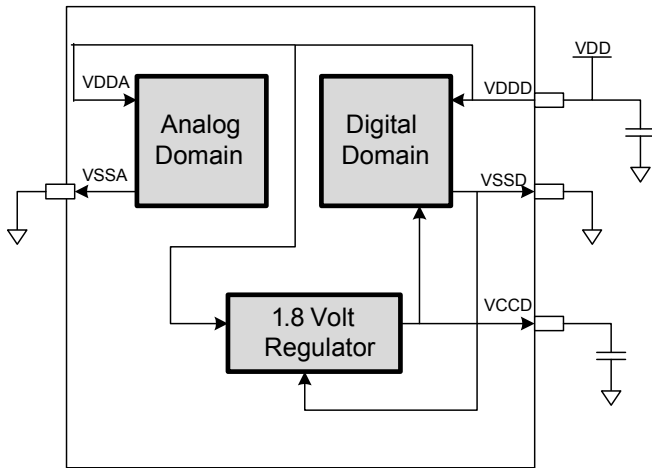 VDD
VDDA
VDDD
Analog
Domain
Digital
Domain
VSSA
VSSD
1.8 Volt
Regulator
VCCD